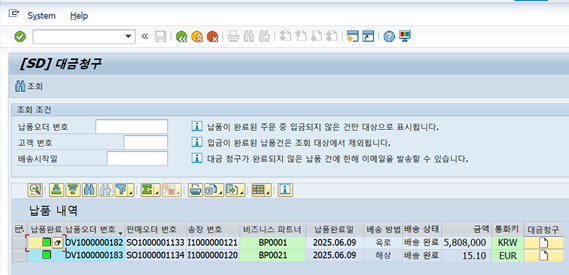 System Help
[SD] 대금청구
조회
조회 조건
납품오더 번호
납품이 완료된 주문 중 입금되지 않은 건만 대상으로 표시됩니다.
고객 번호
입금이 완료된 납품건은 조회 대상에서 제외됩니다.
배송시작일
대금 청구가 완료되지 않은 납품 건에 한해 이메일을 발송할 수 있습니다.
납품 내역
납품완료 납품오더 번호 판매오더 번호 송장 번호 비즈니스 파트너 납품완료일 배송 방법 배송 상태 금액 통화키 대금청구
DV1000000182 SO1000001133 I1000000121 BP0001 2025.06.09 육로 배송 완료 5,808,000 KRW
DV1000000183 SO1000001134 I1000000120 BP0021 2025.06.09 해상 배송 완료 15.10 EUR